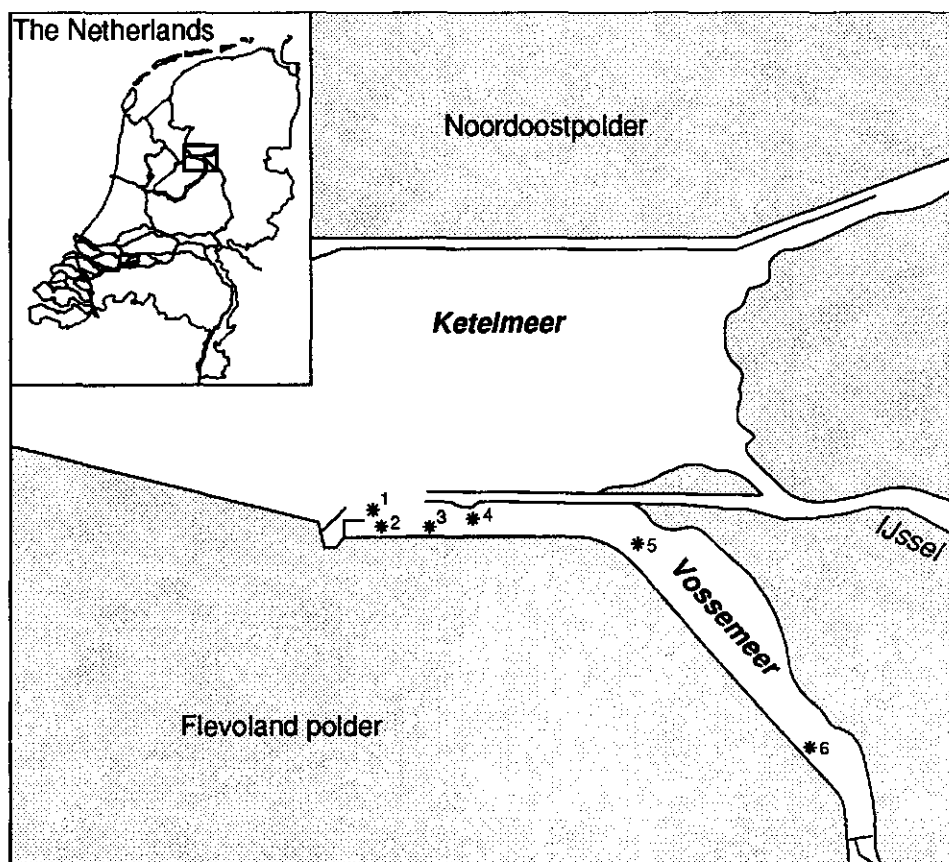 The Netherlands
Noordoostpolder
Ketelmeer
1
2
3
4
5
IJssel
Vossemeer
Flevoland polder
6